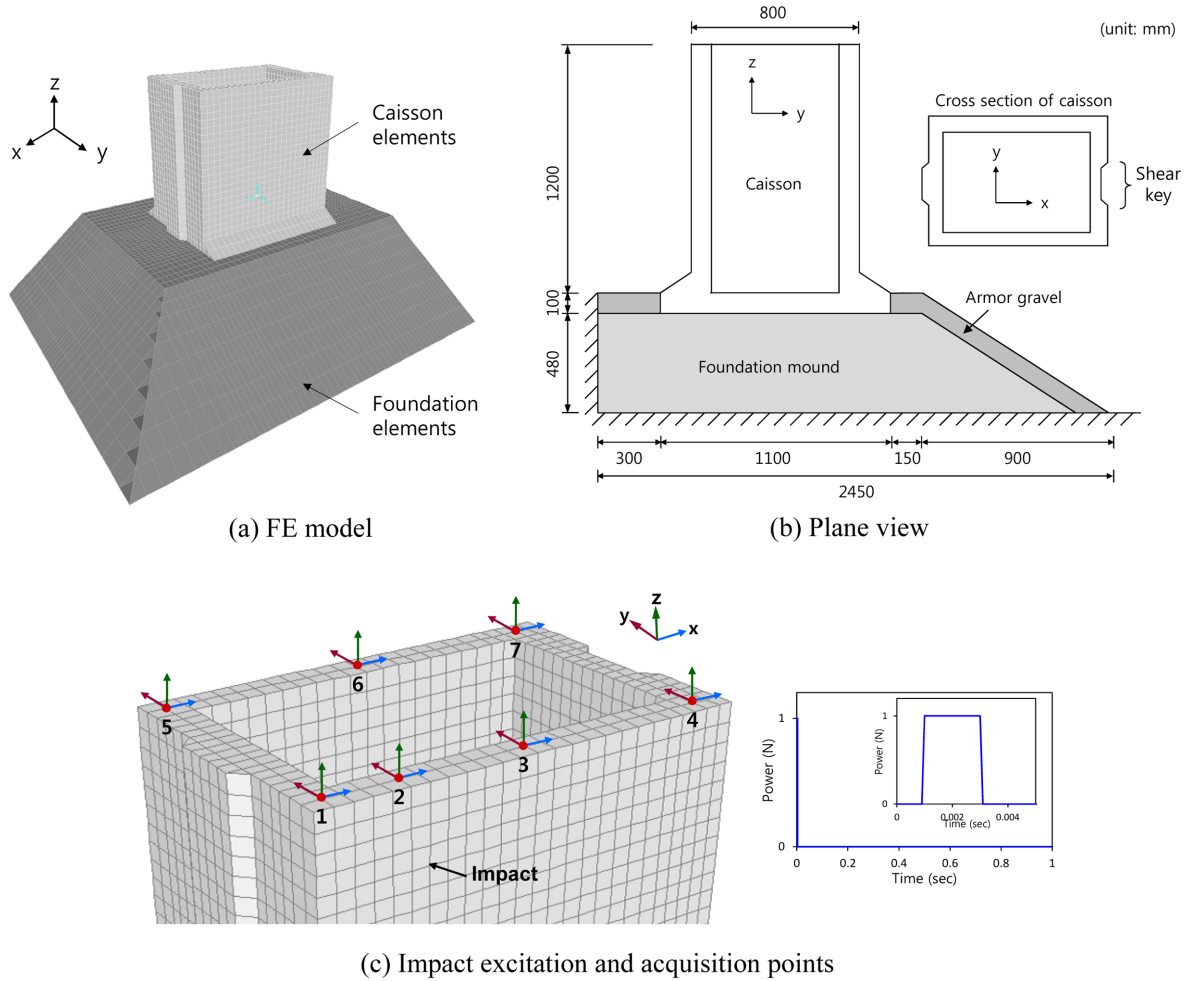 z
x
y
Caisson
elements
Foundation
elements
(a) FE model
800
(unit: mm)
1200
100
480
z
y
Caisson
Cross section of caisson
y
x
Shear
key
Armor gravel
Foundation mound
300
1100
150
900
2450
(b) Plane view
z
y
x
7
6
5
4
3
2
1
Impact
Power (N)
1
0
0
0.2
0.4
0.6
0.8
1
Time (sec)
Power (N)
1
0
0
0.002
0.004
Time (sec)
(c) Impact excitation and acquisition points